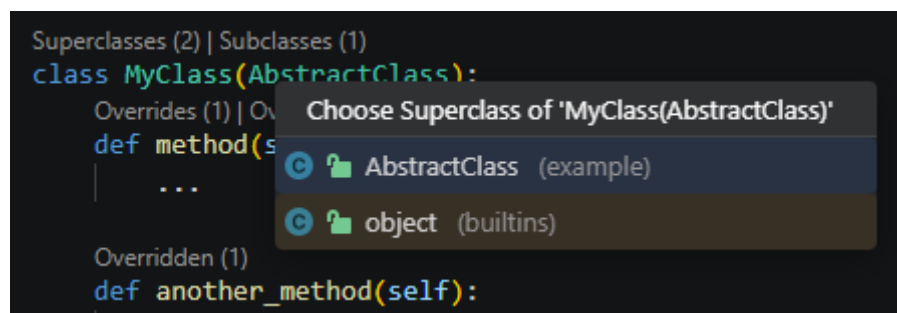 Superclasses (2) | Subclasses (1)
class MyClass(AbstractClass):
Overrides (1) | Ov
Choose Superclass of 'MyClass(AbstractClass)'
def method(s
AbstractClass (example)
...
object (builtins)
Overridden (1)
def another_method(self):